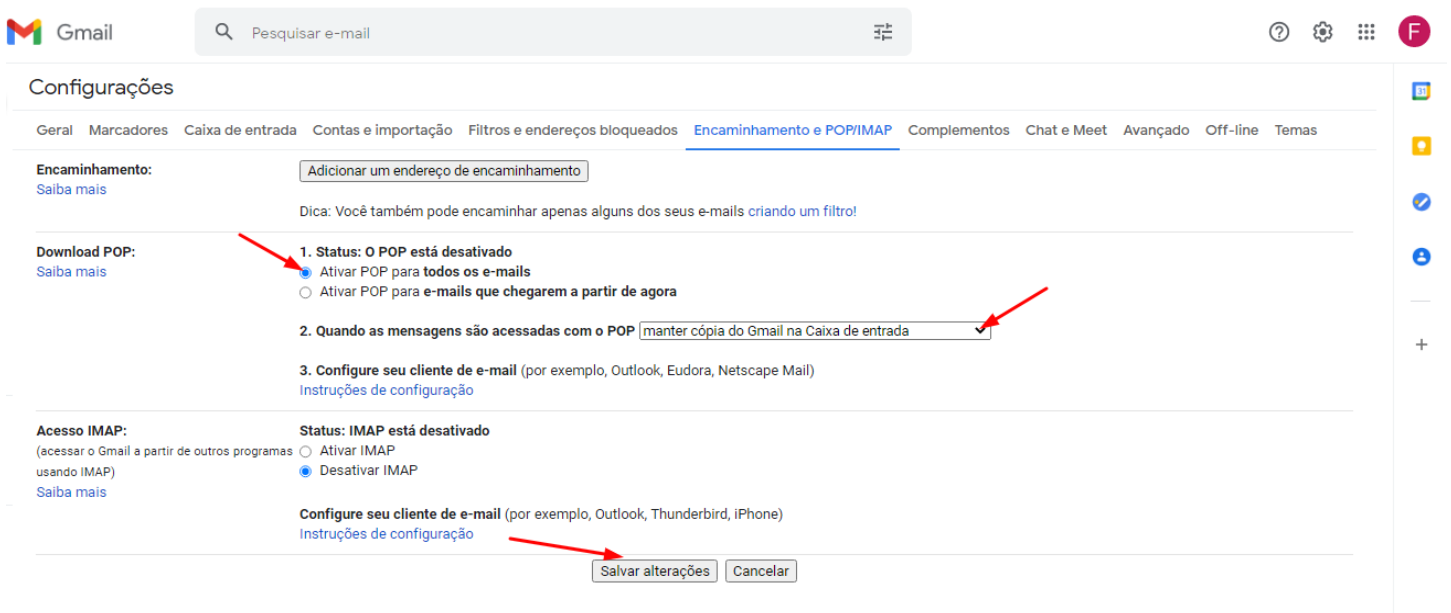 Gmail
Pesquisar e-mail
F
Configurações
31
Geral Marcadores Caixa de entrada Contas e importação Filtros e endereços bloqueados Encaminhamento e POP/IMAP Complementos Chat e Meet Avançado Off-line Temas
Encaminhamento:
Saiba mais
Adicionar um endereço de encaminhamento
Dica: Você também pode encaminhar apenas alguns dos seus e-mails criando um filtro!
Download POP:
Saiba mais
1. Status: O POP está desativado
Ativar POP para todos os e-mails
Ativar POP para e-mails que chegarem a partir de agora
2. Quando as mensagens são acessadas com o POP manter cópia do Gmail na Caixa de entrada
3. Configure seu cliente de e-mail (por exemplo, Outlook, Eudora, Netscape Mail)
Instruções de configuração
Acesso IMAP:
(acessar o Gmail a partir de outros programas
usando IMAP)
Saiba mais
Status: IMAP está desativado
Ativar IMAP
Desativar IMAP
Configure seu cliente de e-mail (por exemplo, Outlook, Thunderbird, iPhone)
Instruções de configuração
Salvar alterações Cancelar